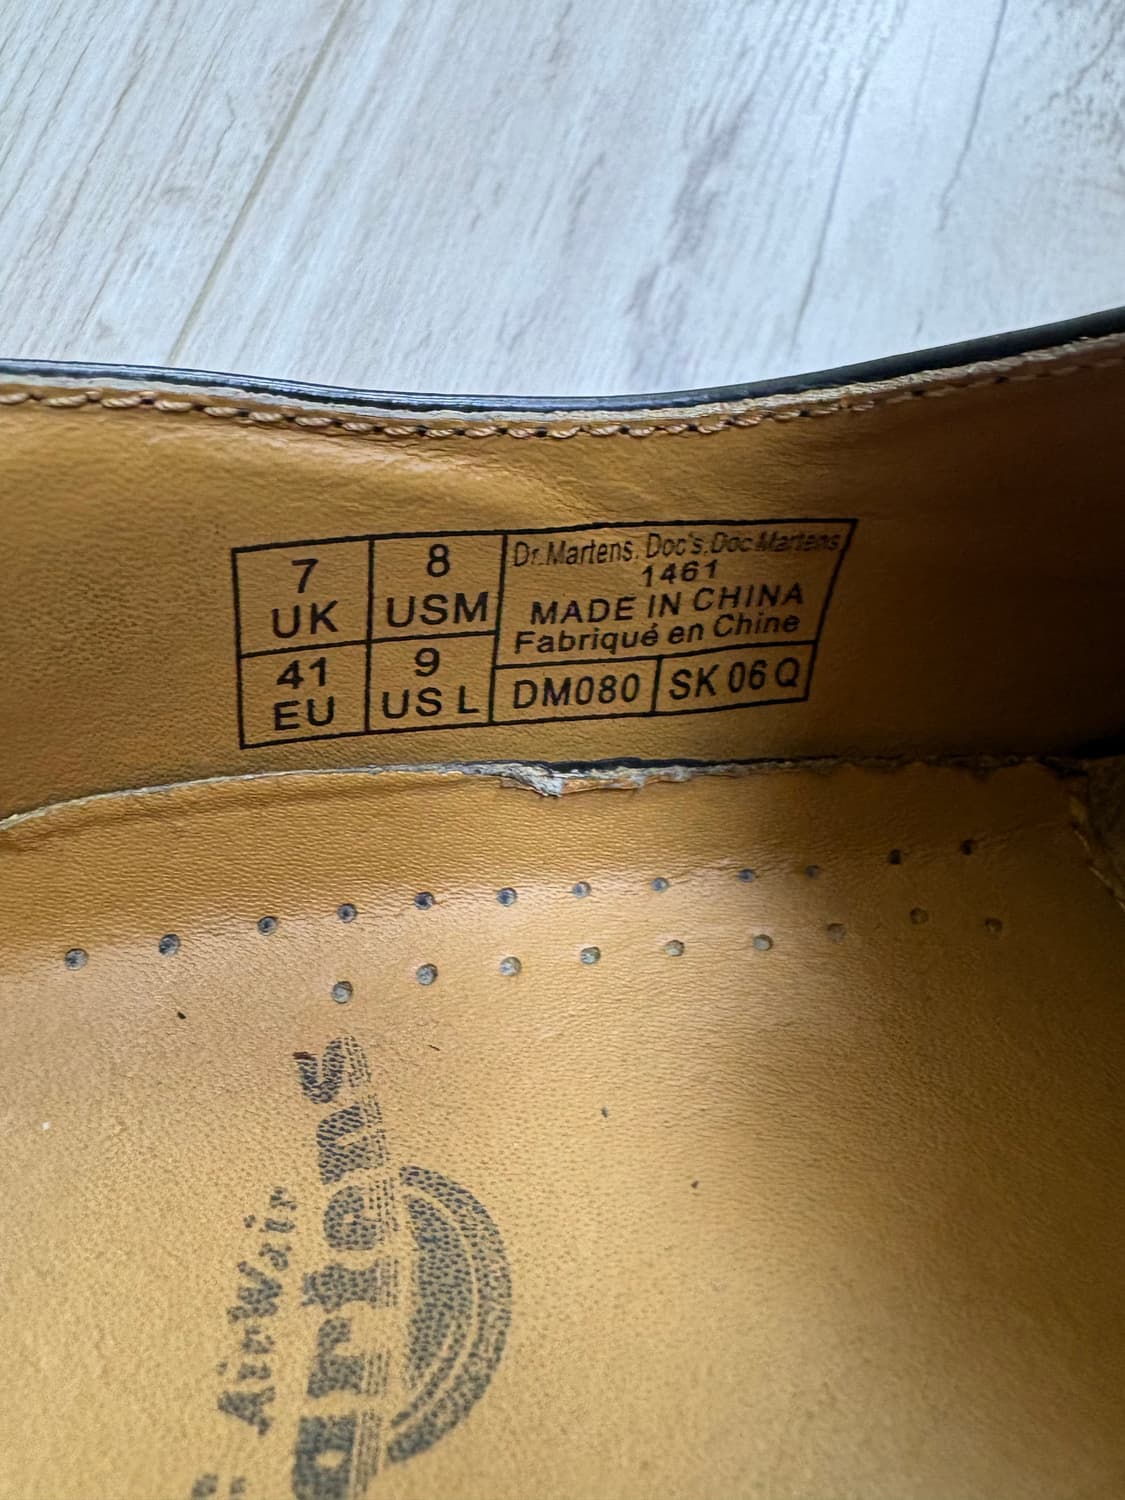 7
UK
8
USM
41
EU
9
US L
Dr.Martens. Doc's.Doc Martens
1461
MADE IN CHINA
Fabriqué en Chine
DM080
SK 06 Q
AirWair
artens